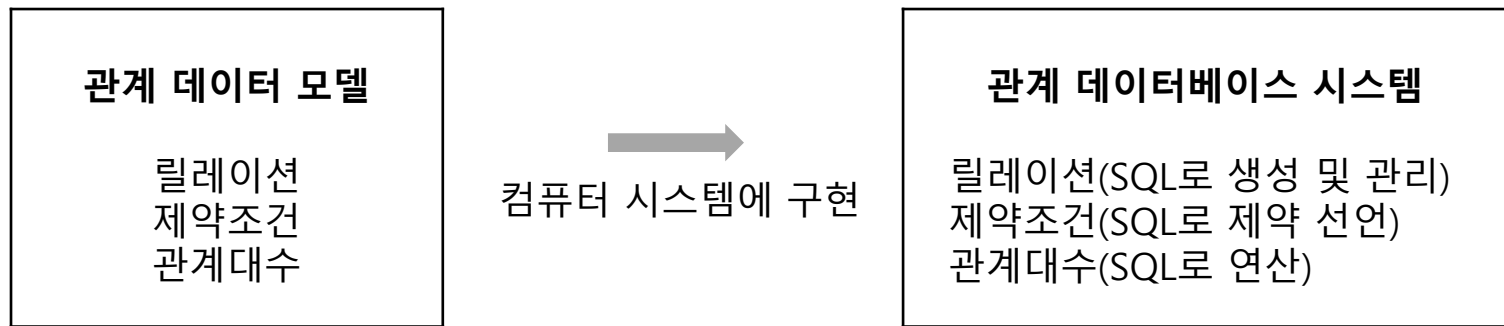 관계 데이터 모델
릴레이션
제약조건
관계대수
컴퓨터 시스템에 구현
관계 데이터베이스 시스템
릴레이션(SQL로 생성 및 관리)
제약조건(SQL로 제약 선언)
관계대수(SQL로 연산)